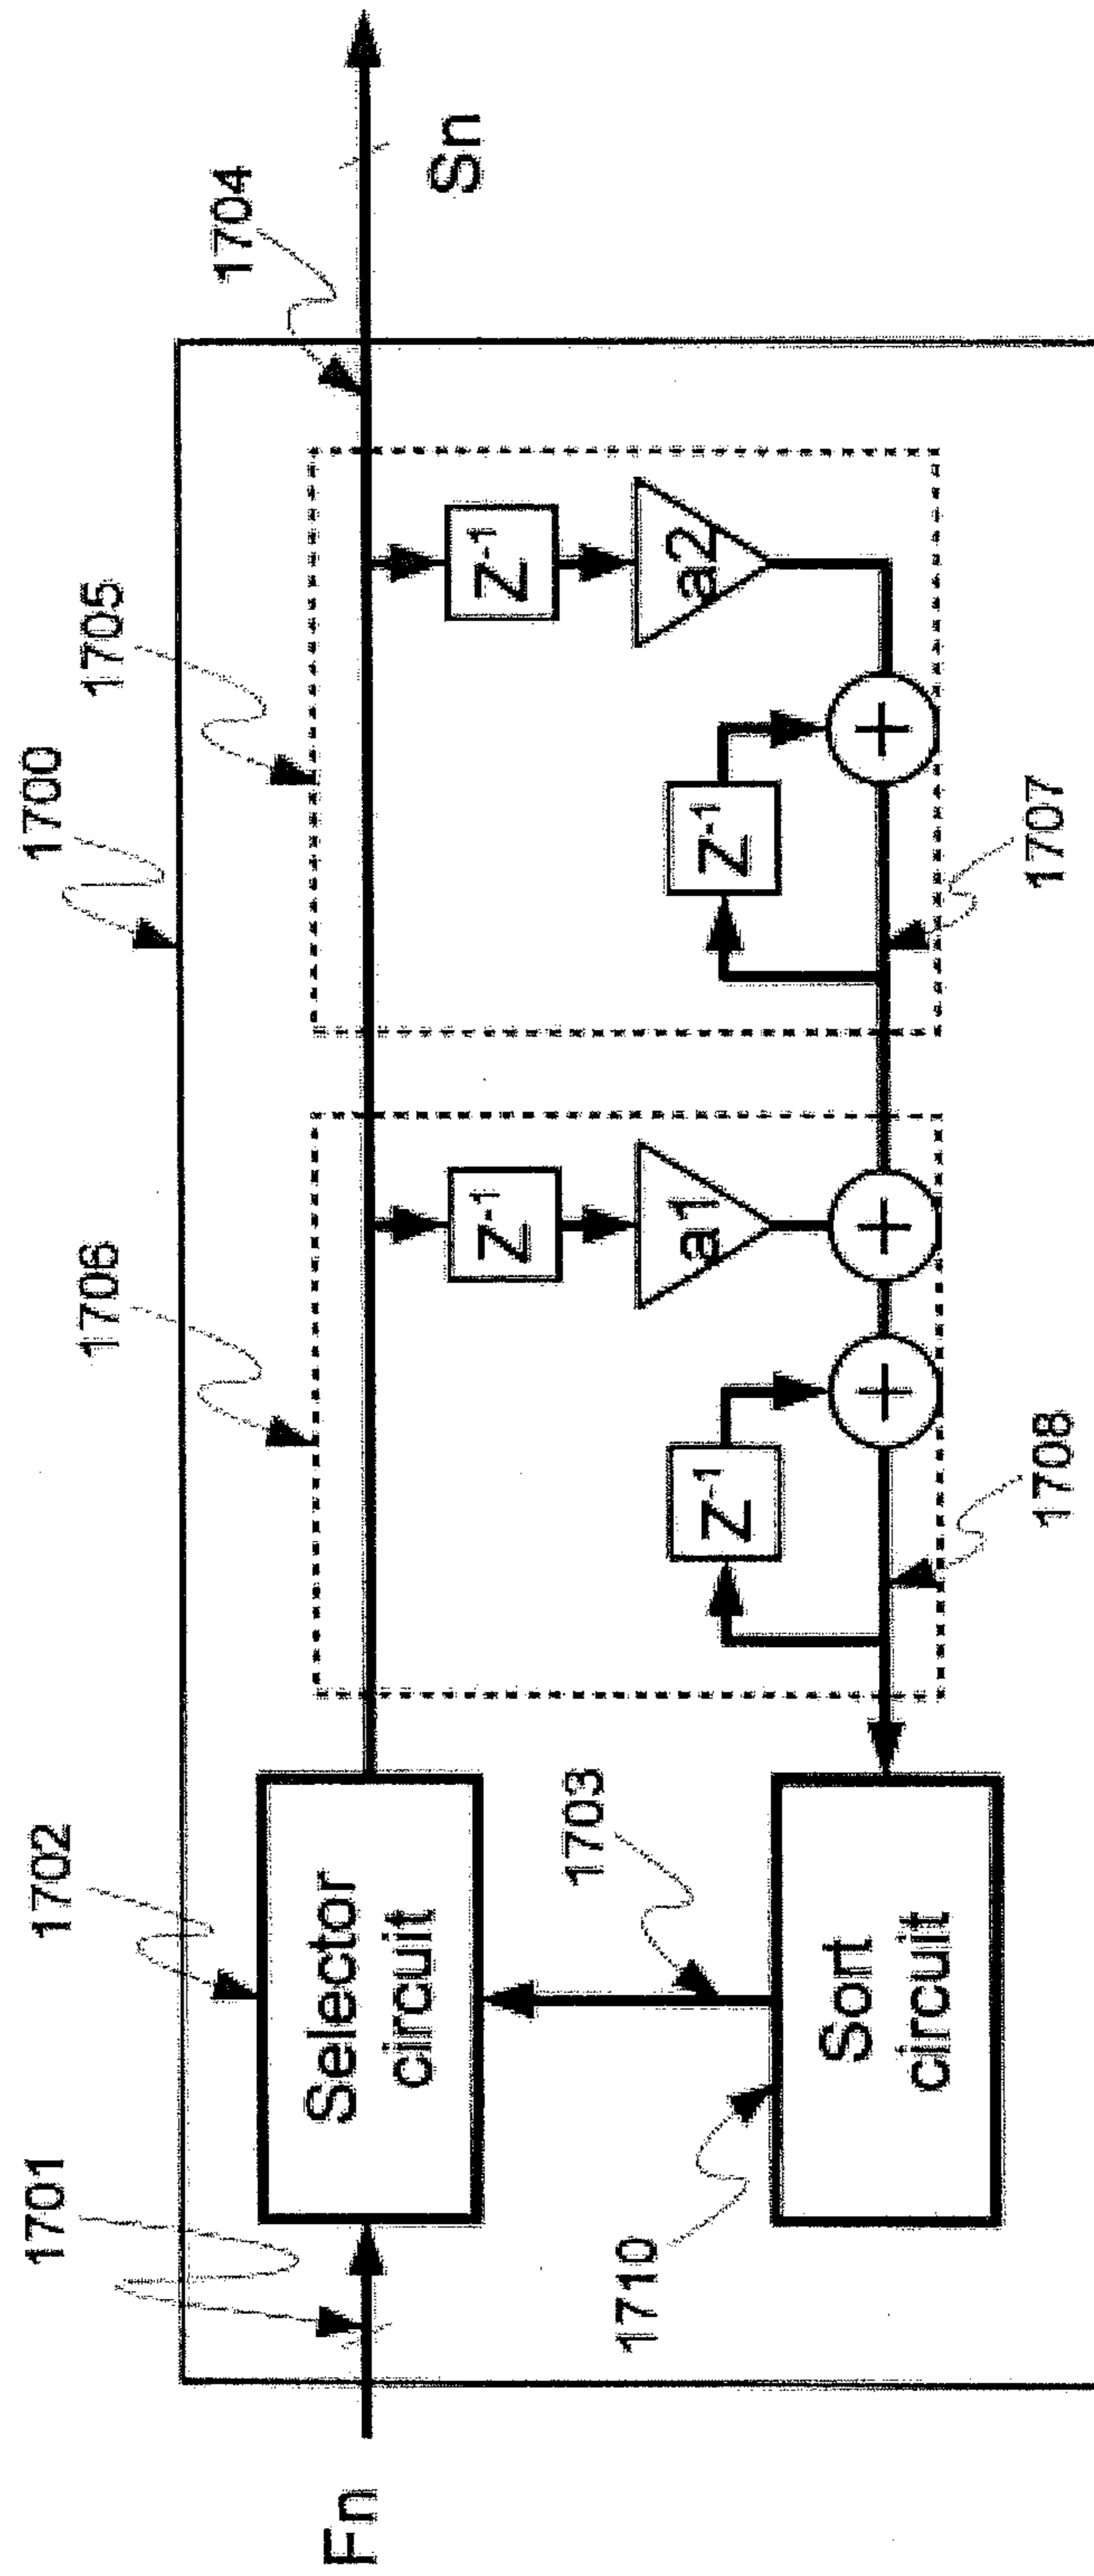 1700
1701
1702
1706
1705
1704
Fn
Selector
circuit
Sn
Z-1
Z-1
a1
a2
1703
Z-1
Z-1
1710
Sort
circuit
1708
1707
+
+
+